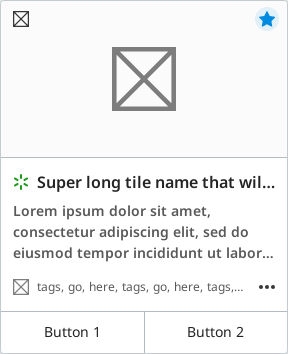 Super long tile name that wil...
Lorem ipsum dolor sit amet,
consectetur adipiscing elit, sed do
eiusmod tempor incididunt ut labor...
tags, go, here, tags, go, here, tags,...
Button 1
Button 2